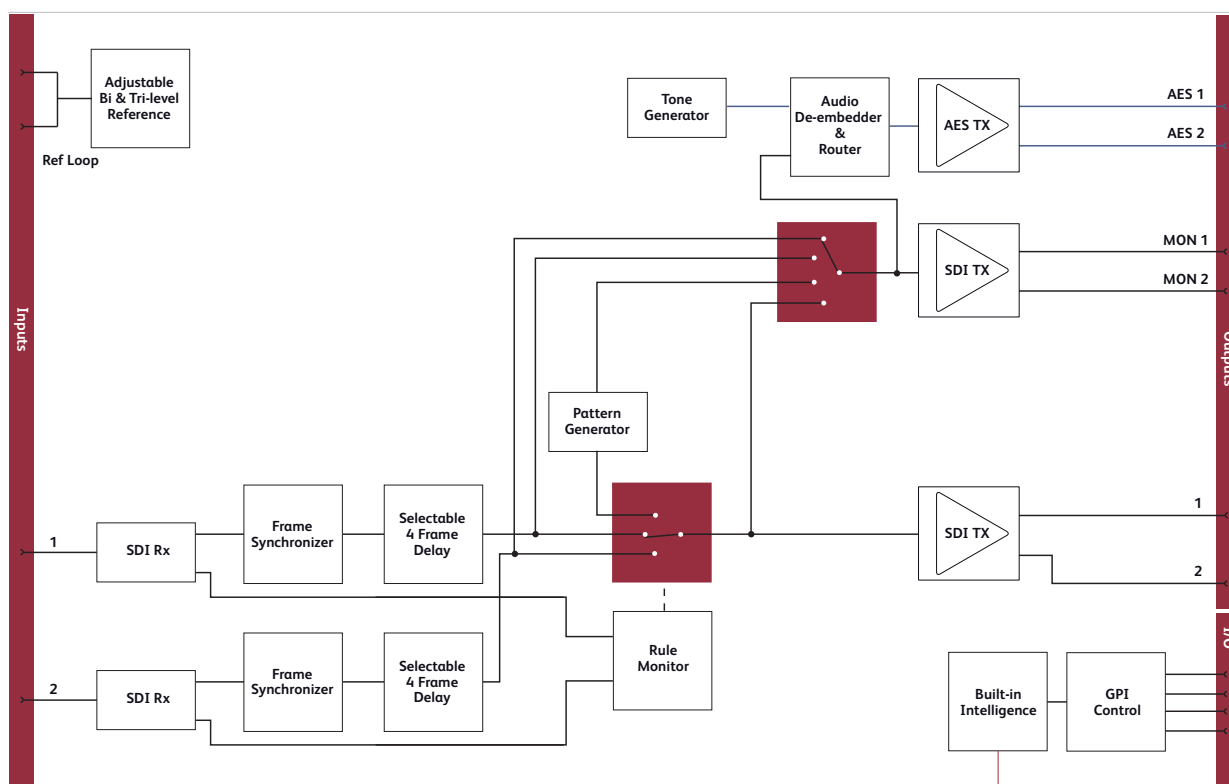 Adjustable
Bi & Tri-level
Reference
Ref Loop
Tone
Generator
Audio
De-embedder
&
Router
AES TX
AES 1
AES 2
SDI TX
MON 1
MON 2
Inputs
Outputs
Pattern
Generator
1
SDI Rx
Frame
Synchronizer
Selectable
4 Frame
Delay
SDI TX
1
2
Rule
Monitor
2
SDI Rx
Frame
Synchronizer
Selectable
4 Frame
Delay
I/O
Built-in
Intelligence
GPI
Control